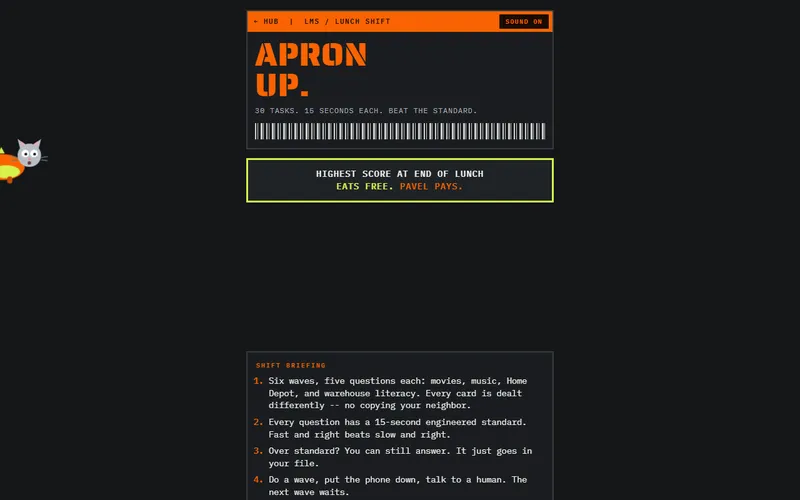 ← HUB | LMS / LUNCH SHIFT
SOUND ON
APRON
UP.
30 TASKS. 15 SECONDS EACH. BEAT THE STANDARD.
HIGHEST SCORE AT END OF LUNCH
EATS FREE. PAVEL PAYS.
SHIFT BRIEFING
1. Six waves, five questions each: movies, music, Home
Depot, and warehouse literacy. Every card is dealt
differently -- no copying your neighbor.
2. Every question has a 15-second engineered standard.
Fast and right beats slow and right.
3. Over standard? You can still answer. It just goes in
your file.
4. Do a wave, put the phone down, talk to a human. The
next wave waits.